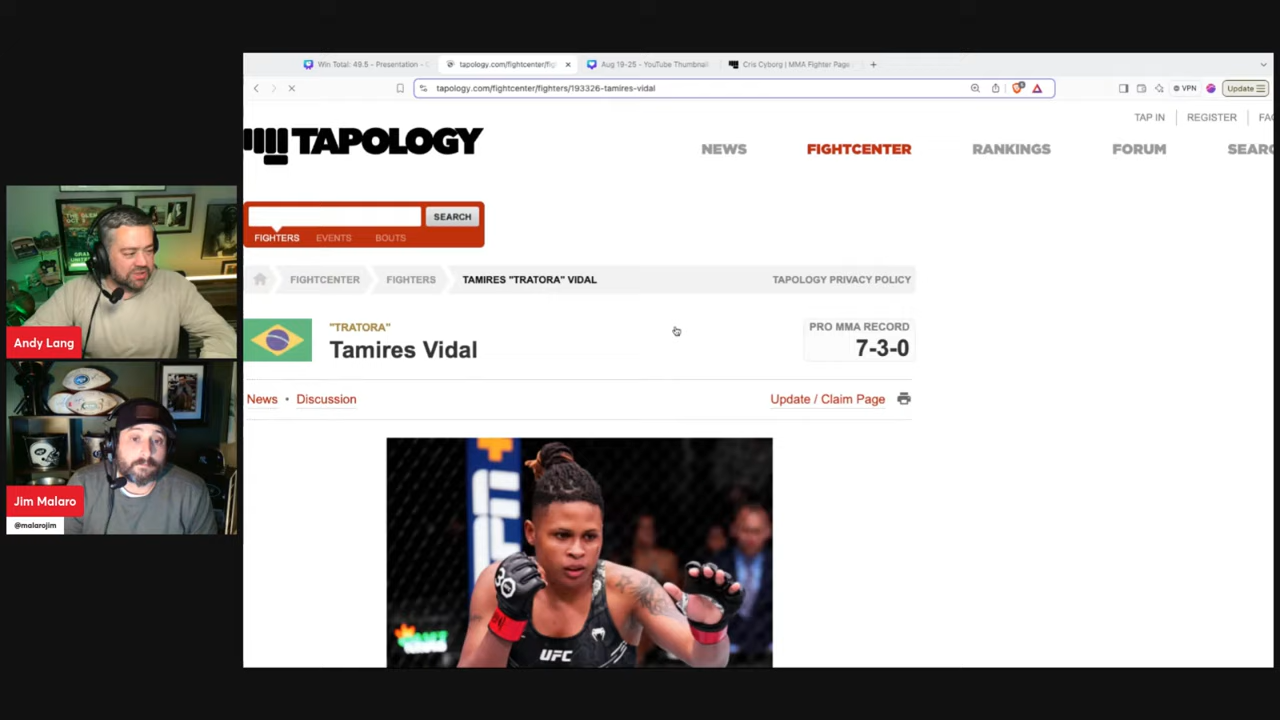 Win Total: 49.5 - Presentation -
tapology.com/fightcenter/fig
Aug 19-25 - YouTube Thumbnail
Cris Cyborg | MMA Fighter Page
tapology.com/fightcenter/fighters/193326-tamires-vidal
VPN
Update
TAP IN
REGISTER
FA
TAPOLOGY
NEWS
FIGHTCENTER
RANKINGS
FORUM
SEARC
SEARCH
FIGHTERS
EVENTS
BOUTS
FIGHTCENTER
FIGHTERS
TAMIRES "TRATORA" VIDAL
TAPOLOGY PRIVACY POLICY
"TRATORA"
Tamires Vidal
PRO MMA RECORD
7-3-0
News • Discussion
Update / Claim Page
UFC
30
UFC
Andy Lang
Jim Malaro
@malarojim